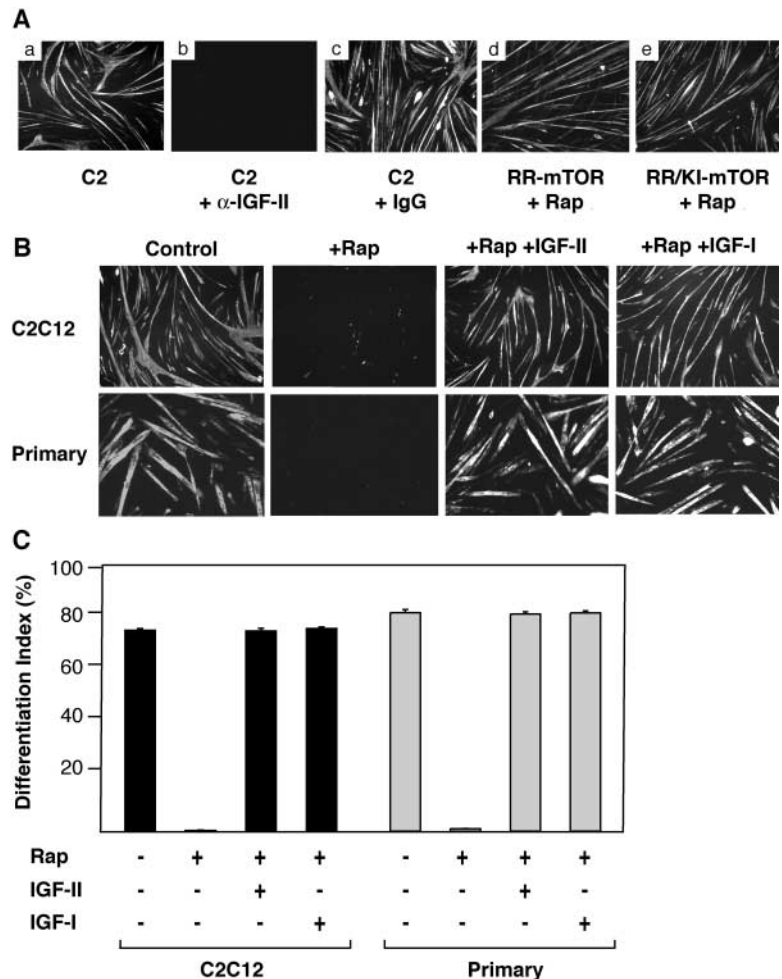 A
a b c d e
C2 C2 C2 RR-mTOR RR/KI-mTOR
+ α-IGF-II + IgG + Rap + Rap
B Control +Rap +Rap +IGF-II +Rap +IGF-I
C2C12
Primary
C
Differentiation Index (%)
100
80
60
40
20
Rap - + + + - + + +
IGF-II - - + - - - + -
IGF-I - - - + - - - +
C2C12 Primary